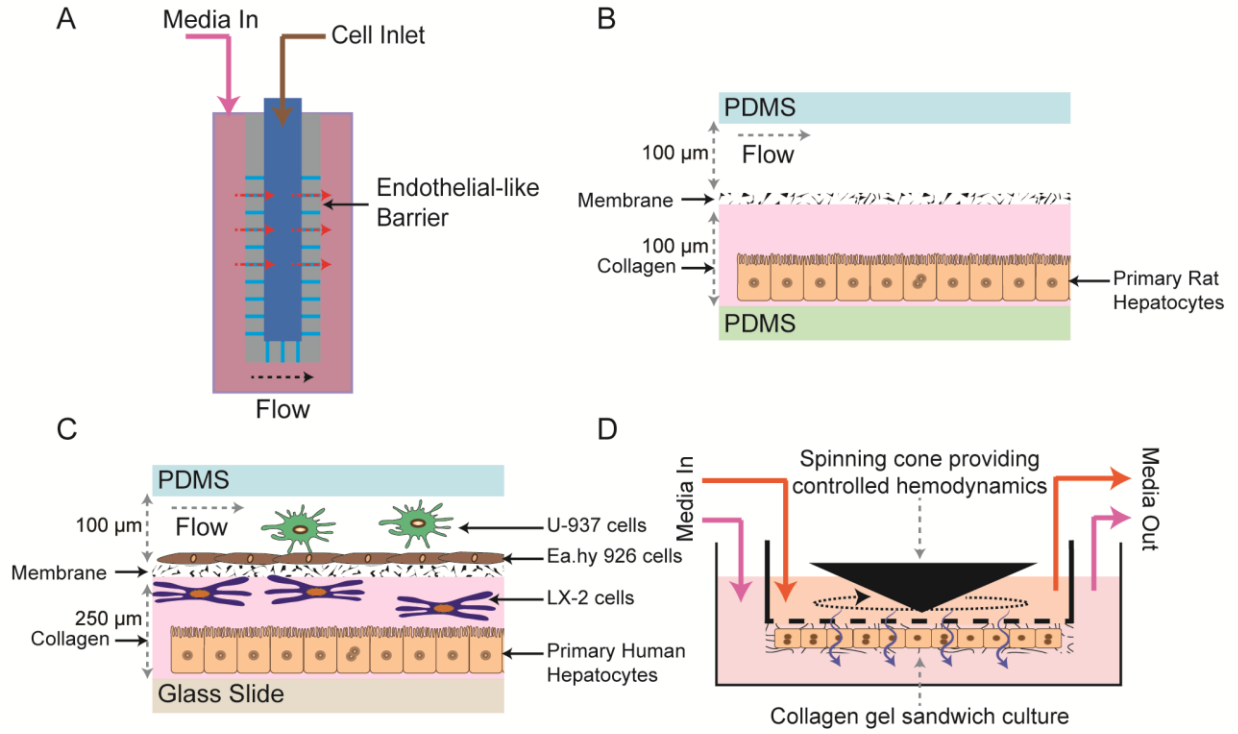 A
Media In
Cell Inlet
Endothelial-like
Barrier
Flow
B
PDMS
100 µm
Flow
Membrane
100 µm
Collagen
Primary Rat
Hepatocytes
PDMS
C
PDMS
100 µm
Flow
U-937 cells
Ea.hy 926 cells
Membrane
LX-2 cells
250 µm
Collagen
Primary Human
Hepatocytes
Glass Slide
D
Media In
Spinning cone providing
controlled hemodynamics
Media Out
Collagen gel sandwich culture